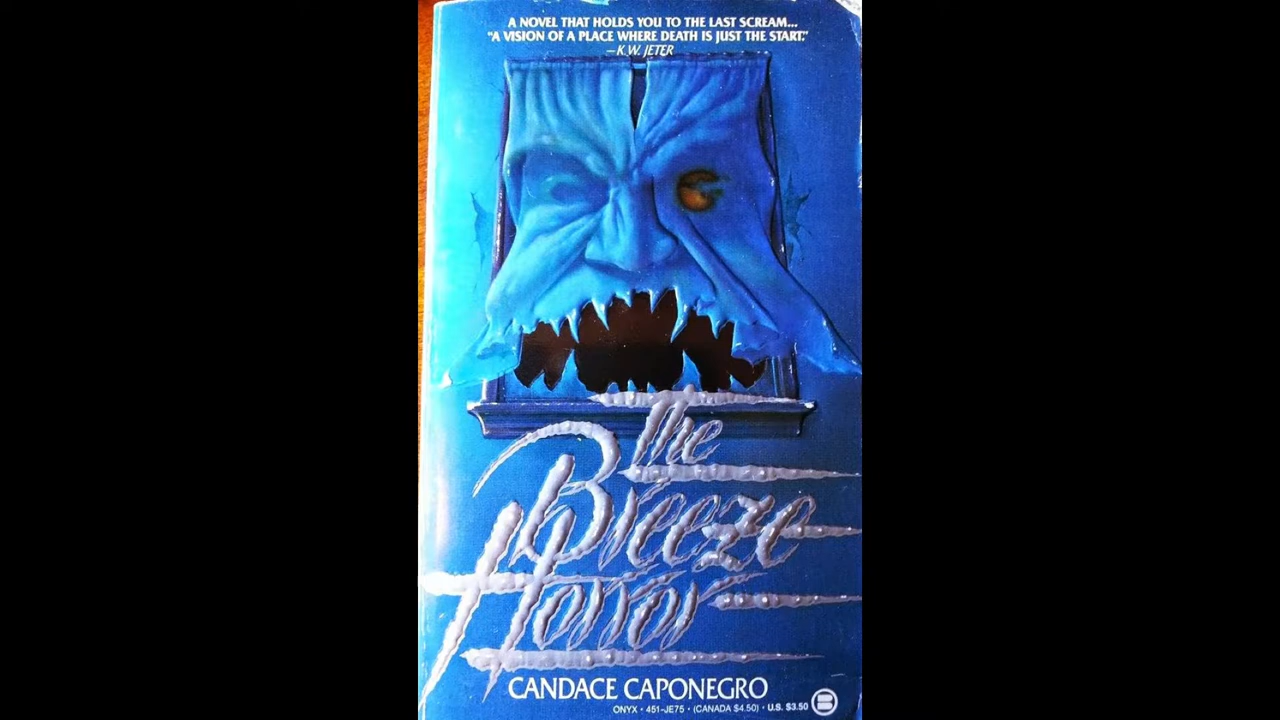 A NOVEL THAT HOLDS YOU TO THE LAST SCREAM...
"A VISION OF A PLACE WHERE DEATH IS JUST THE START."
—K.W. JETER
The
Breeze
Horror
CANDACE CAPONEGRO
ONYX • 451-JE75 • (CANADA $4.50) • U.S. $3.50